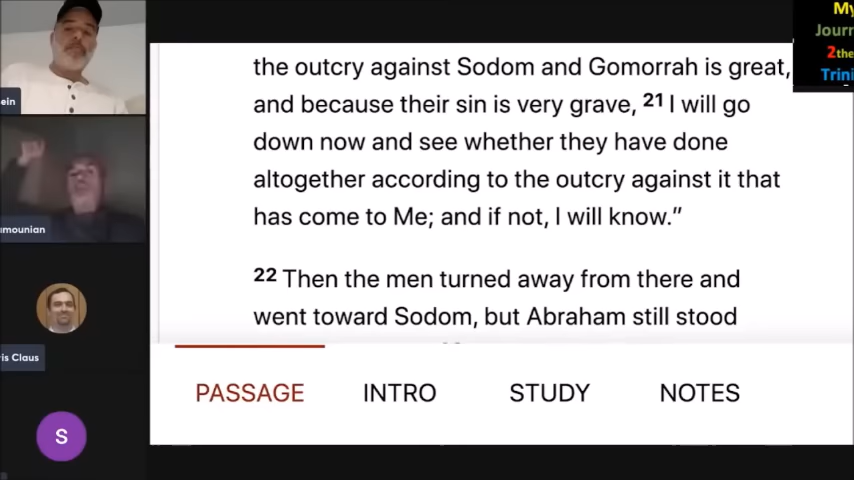 My
Journ
2the
Trini
ein
amounian
ris Claus
S
the outcry against Sodom and Gomorrah is great,
and because their sin is very grave, 21 I will go
down now and see whether they have done
altogether according to the outcry against it that
has come to Me; and if not, I will know.”
22 Then the men turned away from there and
went toward Sodom, but Abraham still stood
PASSAGE INTRO STUDY NOTES